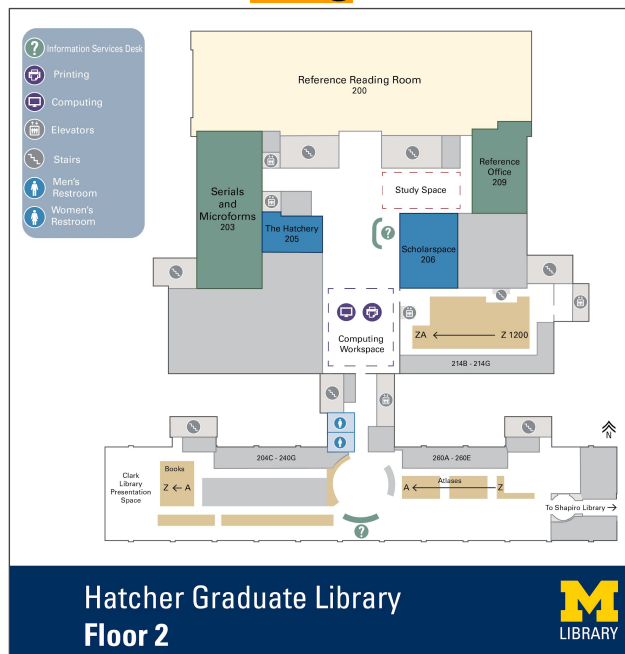 ? Information Services Desk
Printing
Computing
Elevators
Stairs
Men's
Restroom
Women's
Restroom
Reference Reading Room
200
Serials
and
Microforms
203
The Hatchery
205
Study Space
Reference
Office
209
?
Scholarspace
206
Computing
Workspace
ZA ← Z 1200
214B - 214G
N
204C - 240G
260A - 260E
Clark
Library
Presentation
Space
Books
Z ← A
Atlases
A ← Z
To Shapiro Library →
?
Hatcher Graduate Library
Floor 2
M
LIBRARY